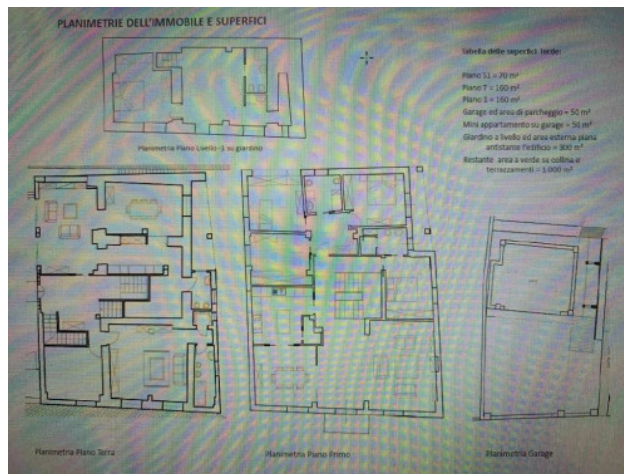 PLANIMETRIE DELL'IMMOBILE E SUPERFICI
Planimetria Piano Livello -1 su giardino
Tabella delle superfici lorde:
Piano S1 = 70 m²
Piano T = 160 m²
Piano 1 = 160 m²
Garage ed area di parcheggio = 50 m²
Mini appartamento su garage = 50 m²
Giardino a livello ed area esterna piana
antistante l'edificio = 300 m²
Restante area a verde su collina e
terrazzamenti = 3.000 m²
Planimetria Piano Terra
Planimetria Piano Primo
Planimetria Garage